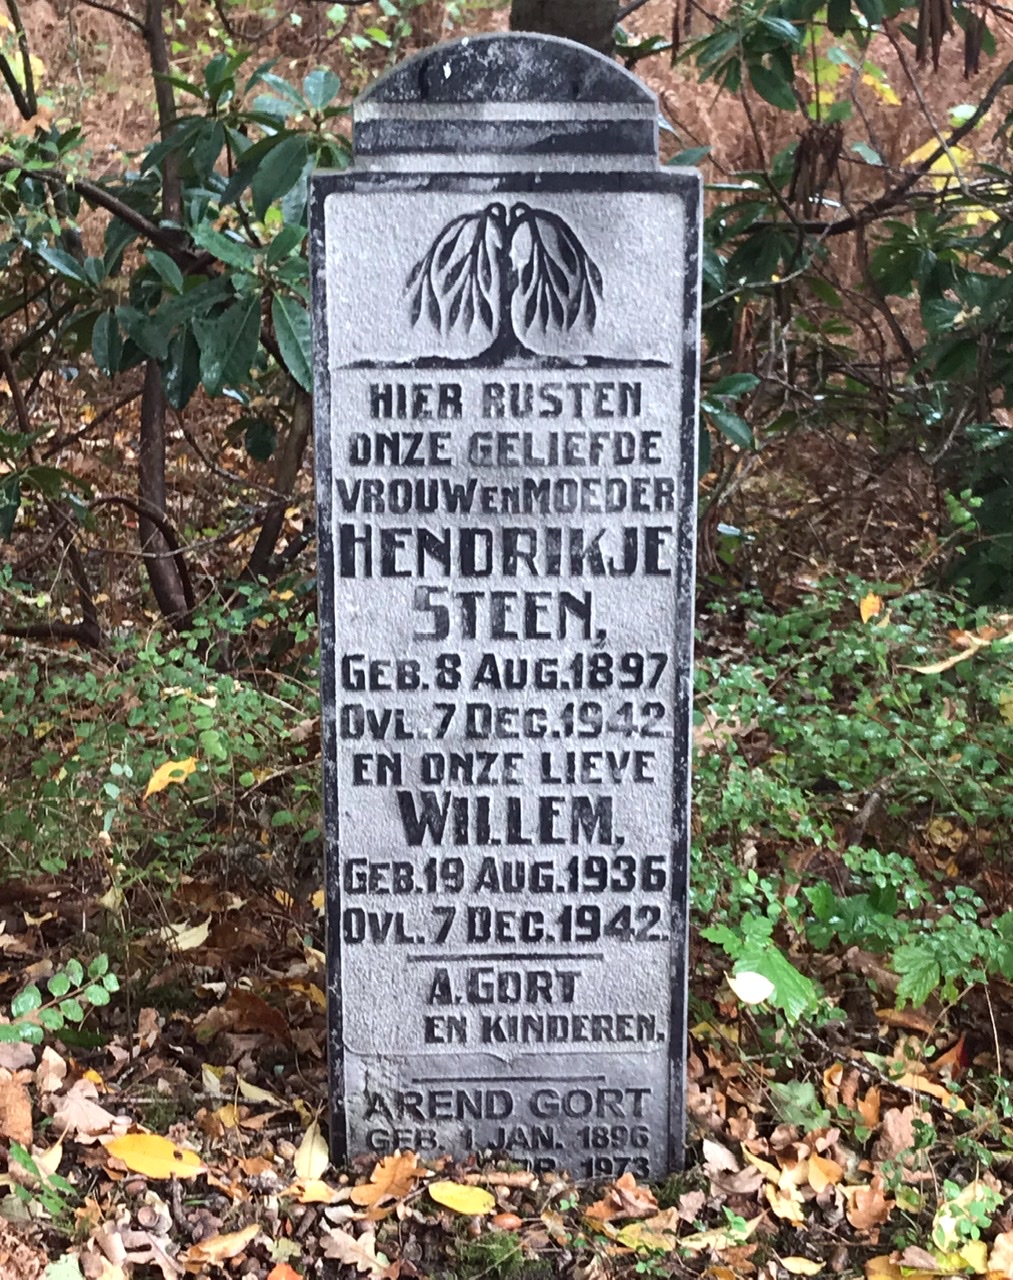 HIER RUSTEN
ONZE GELIEFDE
VROUW EN MOEDER
HENDRIKJE
STEEN,
GEB. 8 AUG. 1897
OVL. 7 DEC. 1942.
EN ONZE LIEVE
WILLEM,
GEB. 19 AUG. 1936
OVL. 7 DEC. 1942.
A. GORT
EN KINDEREN.
AREND GORT
GEB. 1 JAN. 1896
1973